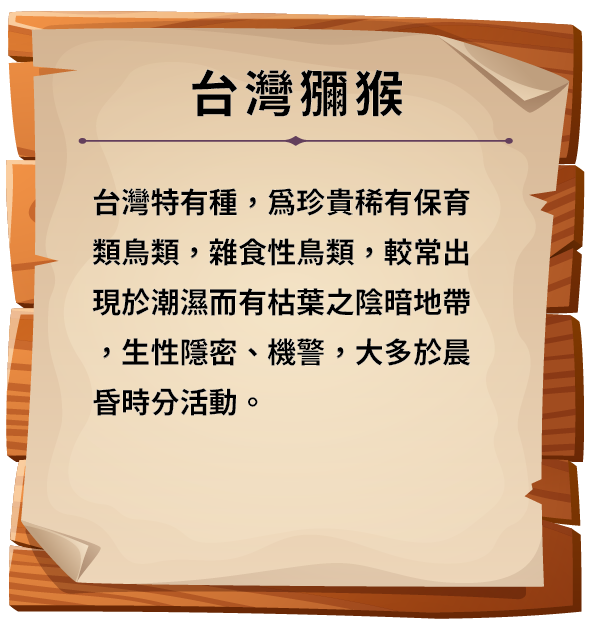 台灣獼猴
台灣特有種，為珍貴稀有保育
類鳥類，雜食性鳥類，較常出
現於潮濕而有枯葉之陰暗地帶
，生性隱密、機警，大多於晨
昏時分活動。